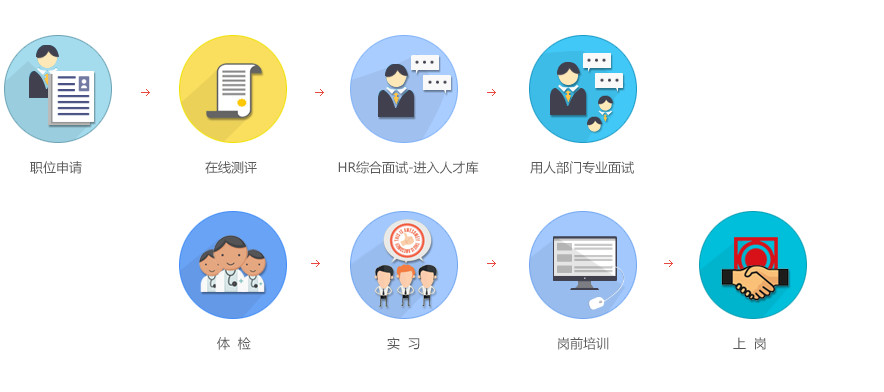 职位申请
在线测评
HR综合面试-进入人才库
用人部门专业面试
体 检
实 习
岗前培训
上 岗